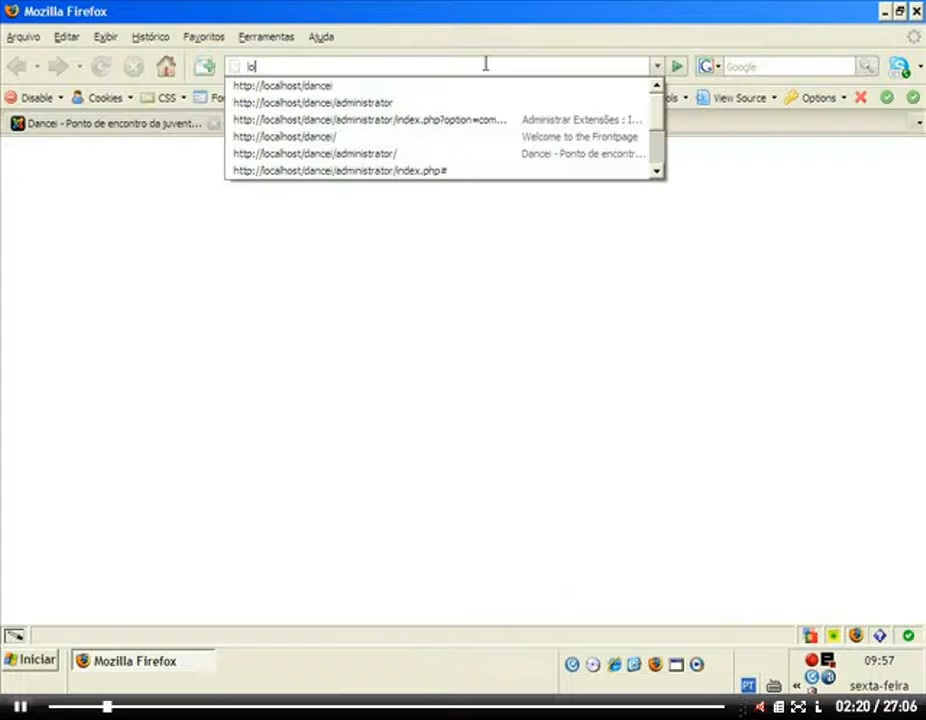 Mozilla Firefox
Arquivo Editar Exibir Histórico Favoritos Ferramentas Ajuda
lo Google
Disable Cookies CSS View Source Options
http://localhost/dancei
http://localhost/dancei/administrator
http://localhost/dancei/administrator/index.php?option=com... Administrar Extensões : I...
http://localhost/dancei/ Welcome to the Frontpage
http://localhost/dancei/administrator/ Dancei - Ponto de encontr...
http://localhost/dancei/administrator/index.php#
Dancei - Ponto de encontro da juvent...
Iniciar Mozilla Firefox 09:57
PT sexta-feira
02:20 / 27:06